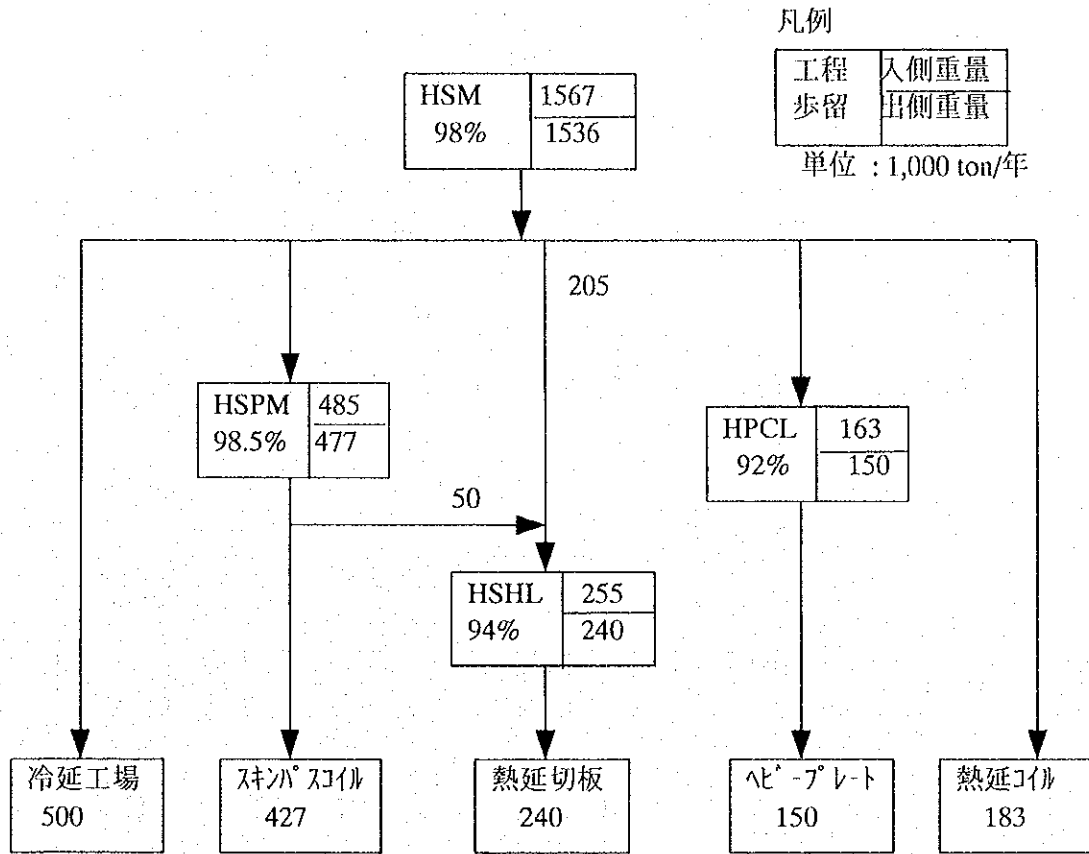 凡例
工程 入側重量
歩留 出側重量
単位 : 1,000 ton/年
HSM 1567
98% 1536
205
HSPM 485
98.5% 477
HPCL 163
92% 150
50
HSHL 255
94% 240
冷延工場
500
スキンパスコイル
427
熱延切板
240
ヘビープレート
150
熱延コイル
183